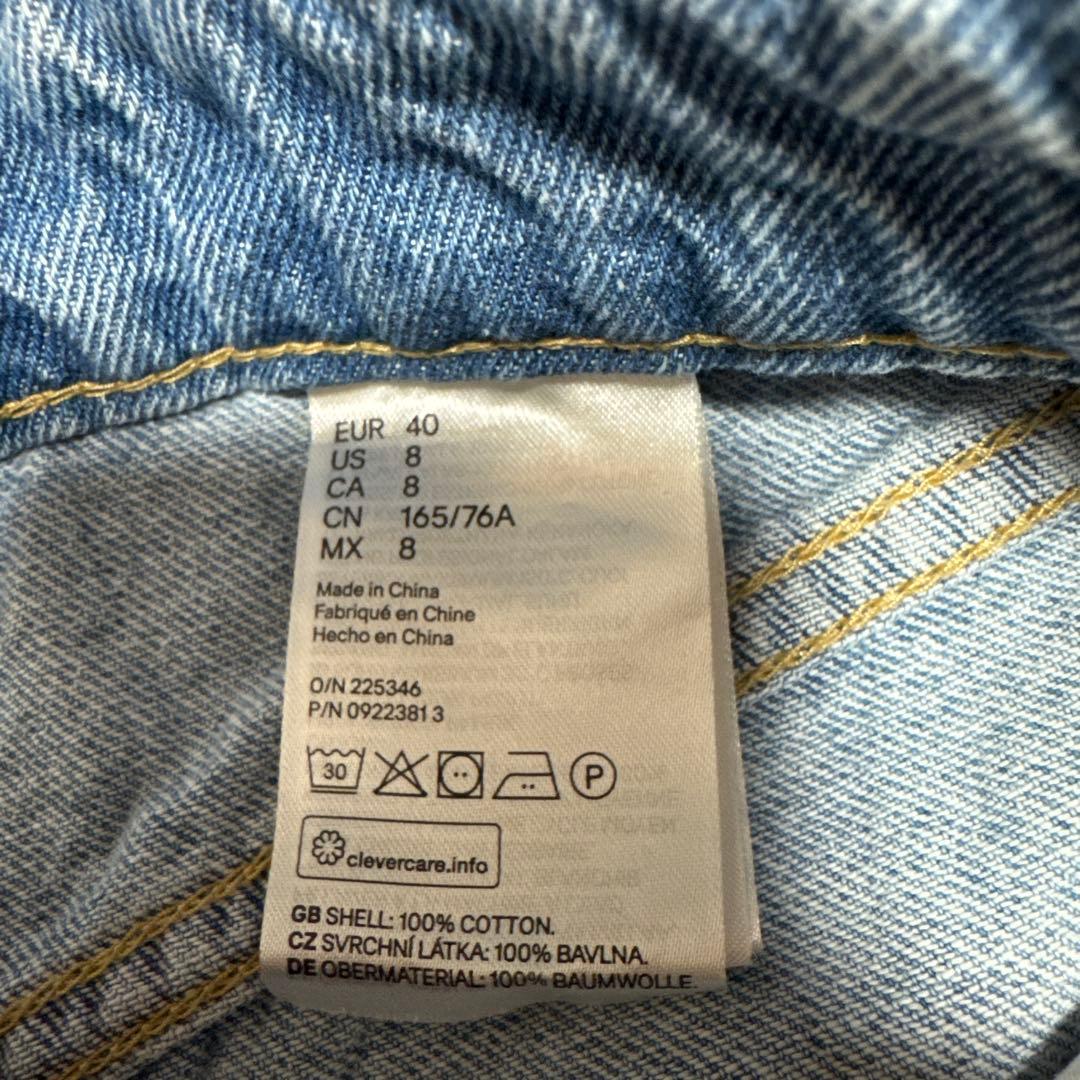 EUR 40
US 8
CA 8
CN 165/76A
MX 8
Made in China
Fabriqué en Chine
Hecho en China
O/N 225346
P/N 0922381 3
30
P
clevercare.info
GB SHELL: 100% COTTON.
CZ SVRCHNÍ LÁTKA: 100% BAVLNA.
DE OBERMATERIAL: 100% BAUMWOLLE.